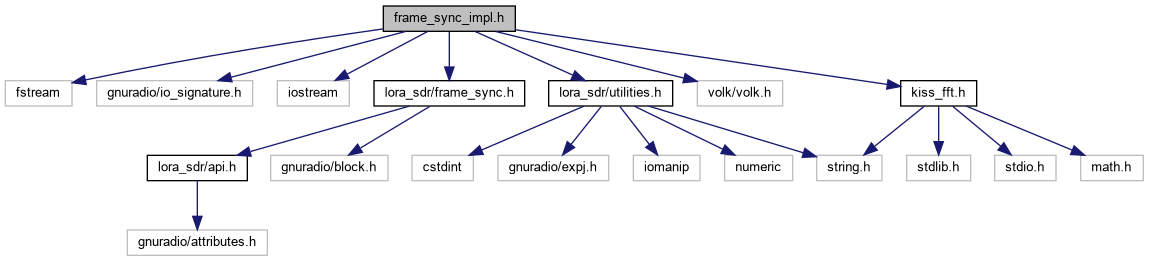 frame_sync_impl.h
fstream
gnuradio/io_signature.h
iostream
lora_sdr/frame_sync.h
lora_sdr/utilities.h
volk/volk.h
kiss_fft.h
lora_sdr/api.h
gnuradio/block.h
cstdint
gnuradio/expj.h
iomanip
numeric
string.h
stdlib.h
stdio.h
math.h
gnuradio/attributes.h